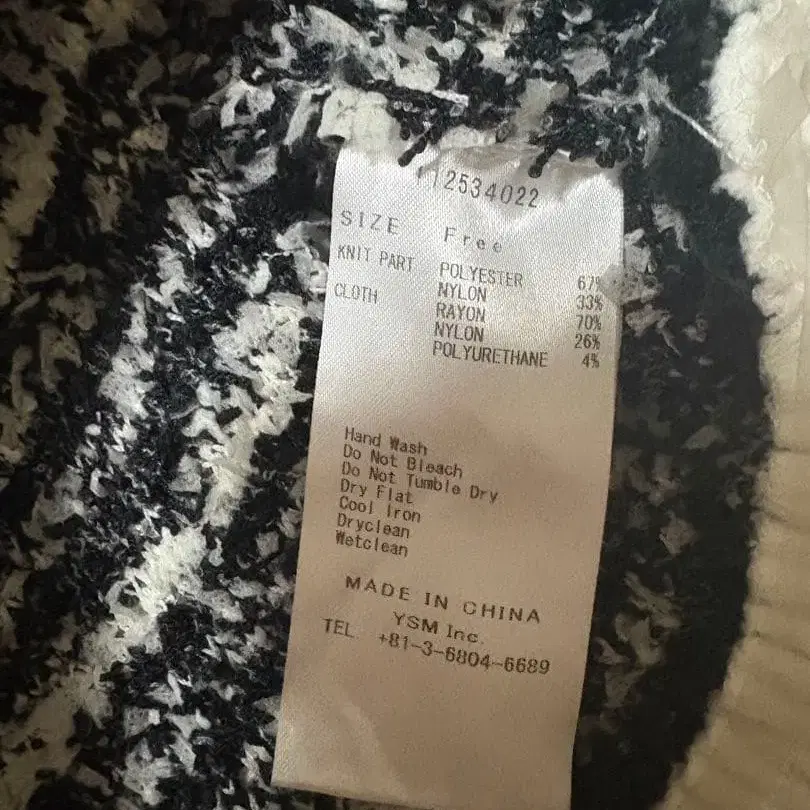 112534022
SIZE Free
KNIT PART POLYESTER 67%
NYLON 33%
CLOTH RAYON 70%
NYLON 26%
POLYURETHANE 4%
Hand Wash
Do Not Bleach
Do Not Tumble Dry
Dry Flat
Cool Iron
Dryclean
Wetclean
MADE IN CHINA
YSM Inc.
TEL +81-3-6804-6689